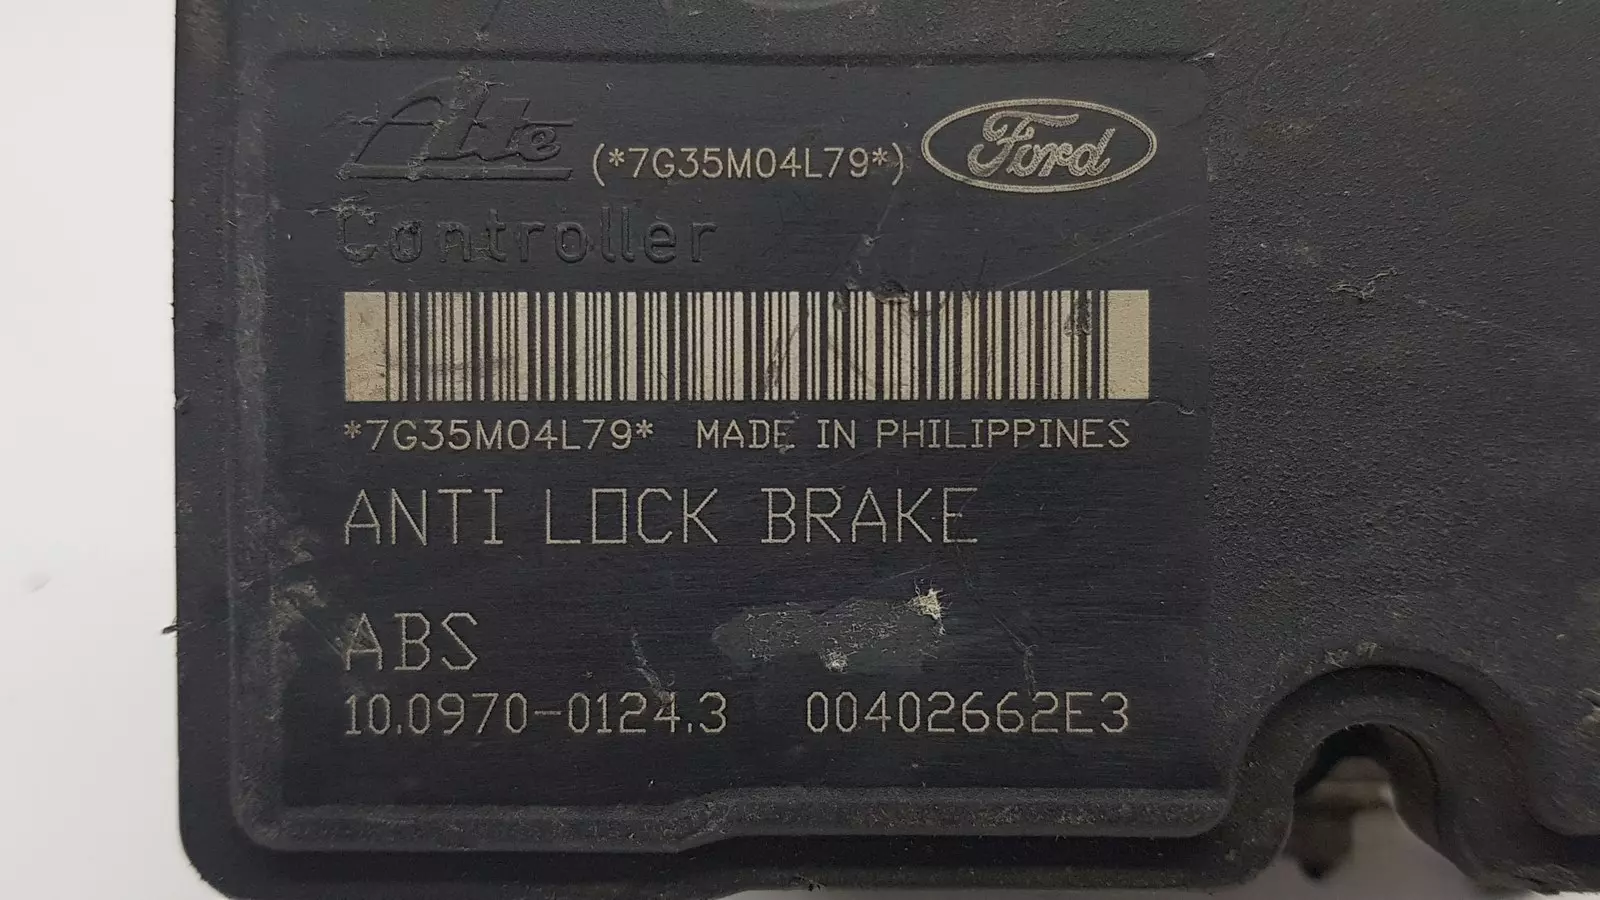 Ate (*7G35M04L79*) Ford
Controller
*7G35M04L79* MADE IN PHILIPPINES
ANTI LOCK BRAKE
ABS
10.0970-0124.3 00402662E3